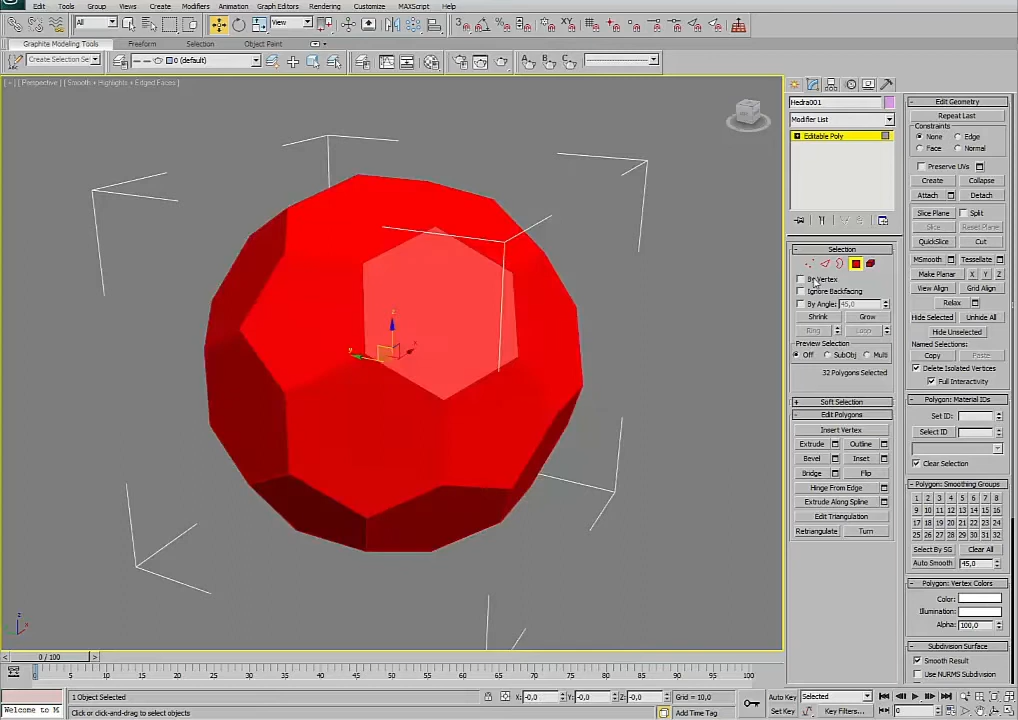 Edit Tools Group Views Create Modifiers Animation Graph Editors Rendering Customize MAXScript Help
All View
Graphite Modeling Tools Freeform Selection Object Paint
Create Selection Se 0 (default)
[ + ] [ Perspective ] [ Smooth + Highlights + Edged Faces ]
Hedra001
Modifier List
Editable Poly
Selection
By Vertex
Ignore Backfacing
By Angle: 45,0
Shrink Grow
Ring Loop
Preview Selection
Off SubObj Multi
32 Polygons Selected
Soft Selection
Edit Polygons
Insert Vertex
Extrude Outline
Bevel Inset
Bridge Flip
Hinge From Edge
Extrude Along Spline
Edit Triangulation
Retriangulate Turn
Edit Geometry
Repeat Last
Constraints
None Edge
Face Normal
Preserve UVs
Create Collapse
Attach Detach
Slice Plane Split
Slice Reset Plane
QuickSlice Cut
MSmooth Tessellate
Make Planar X Y Z
View Align Grid Align
Relax
Hide Selected Unhide All
Hide Unselected
Named Selections:
Copy Paste
Delete Isolated Vertices
Full Interactivity
Polygon: Material IDs
Set ID:
Select ID
Clear Selection
Polygon: Smoothing Groups
1 2 3 4 5 6 7 8
9 10 11 12 13 14 15 16
17 18 19 20 21 22 23 24
25 26 27 28 29 30 31 32
Select By SG Clear All
Auto Smooth 45,0
Polygon: Vertex Colors
Color:
Illumination:
Alpha: 100,0
Subdivision Surface
Smooth Result
Use NURMS Subdivision
z
y x
z
x
0 / 100
0 5 10 15 20 25 30 35 40 45 50 55 60 65 70 75 80 85 90 95 100
1 Object Selected X: -0,0 Y: -0,0 Z: -0,0 Grid = 10,0 Auto Key Selected
Welcome to M Click or click-and-drag to select objects Add Time Tag Set Key Key Filters... 0